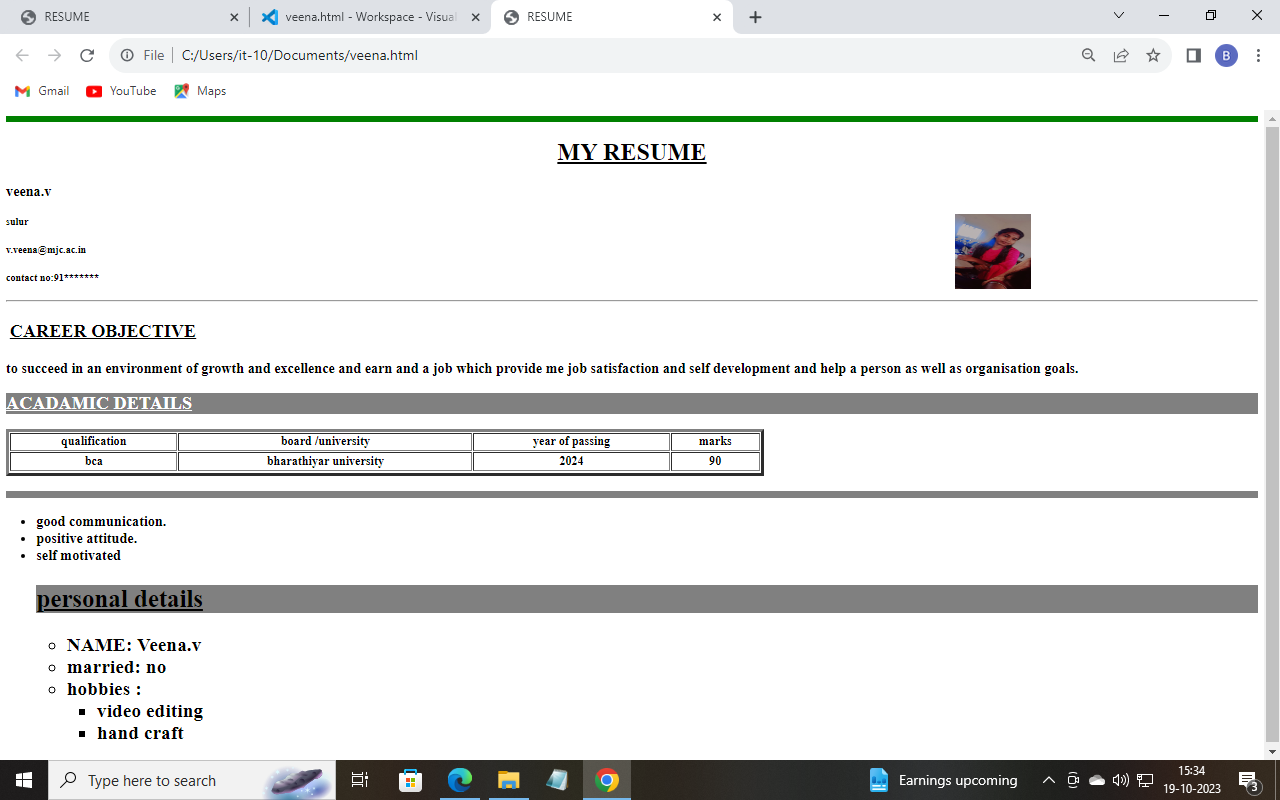 RESUME
veena.html - Workspace - Visual
RESUME
File
C:/Users/it-10/Documents/veena.html
B
Gmail
YouTube
Maps
MY RESUME
veena.v
sulur
v.veena@mjc.ac.in
contact no:91*******
CAREER OBJECTIVE
to succeed in an environment of growth and excellence and earn and a job which provide me job satisfaction and self development and help a person as well as organisation goals.
ACADAMIC DETAILS
qualification board /university year of passing marks
bca bharathiyar university 2024 90
good communication.
positive attitude.
self motivated
personal details
NAME: Veena.v
married: no
hobbies :
video editing
hand craft
Type here to search
Earnings upcoming
15:34
19-10-2023
3